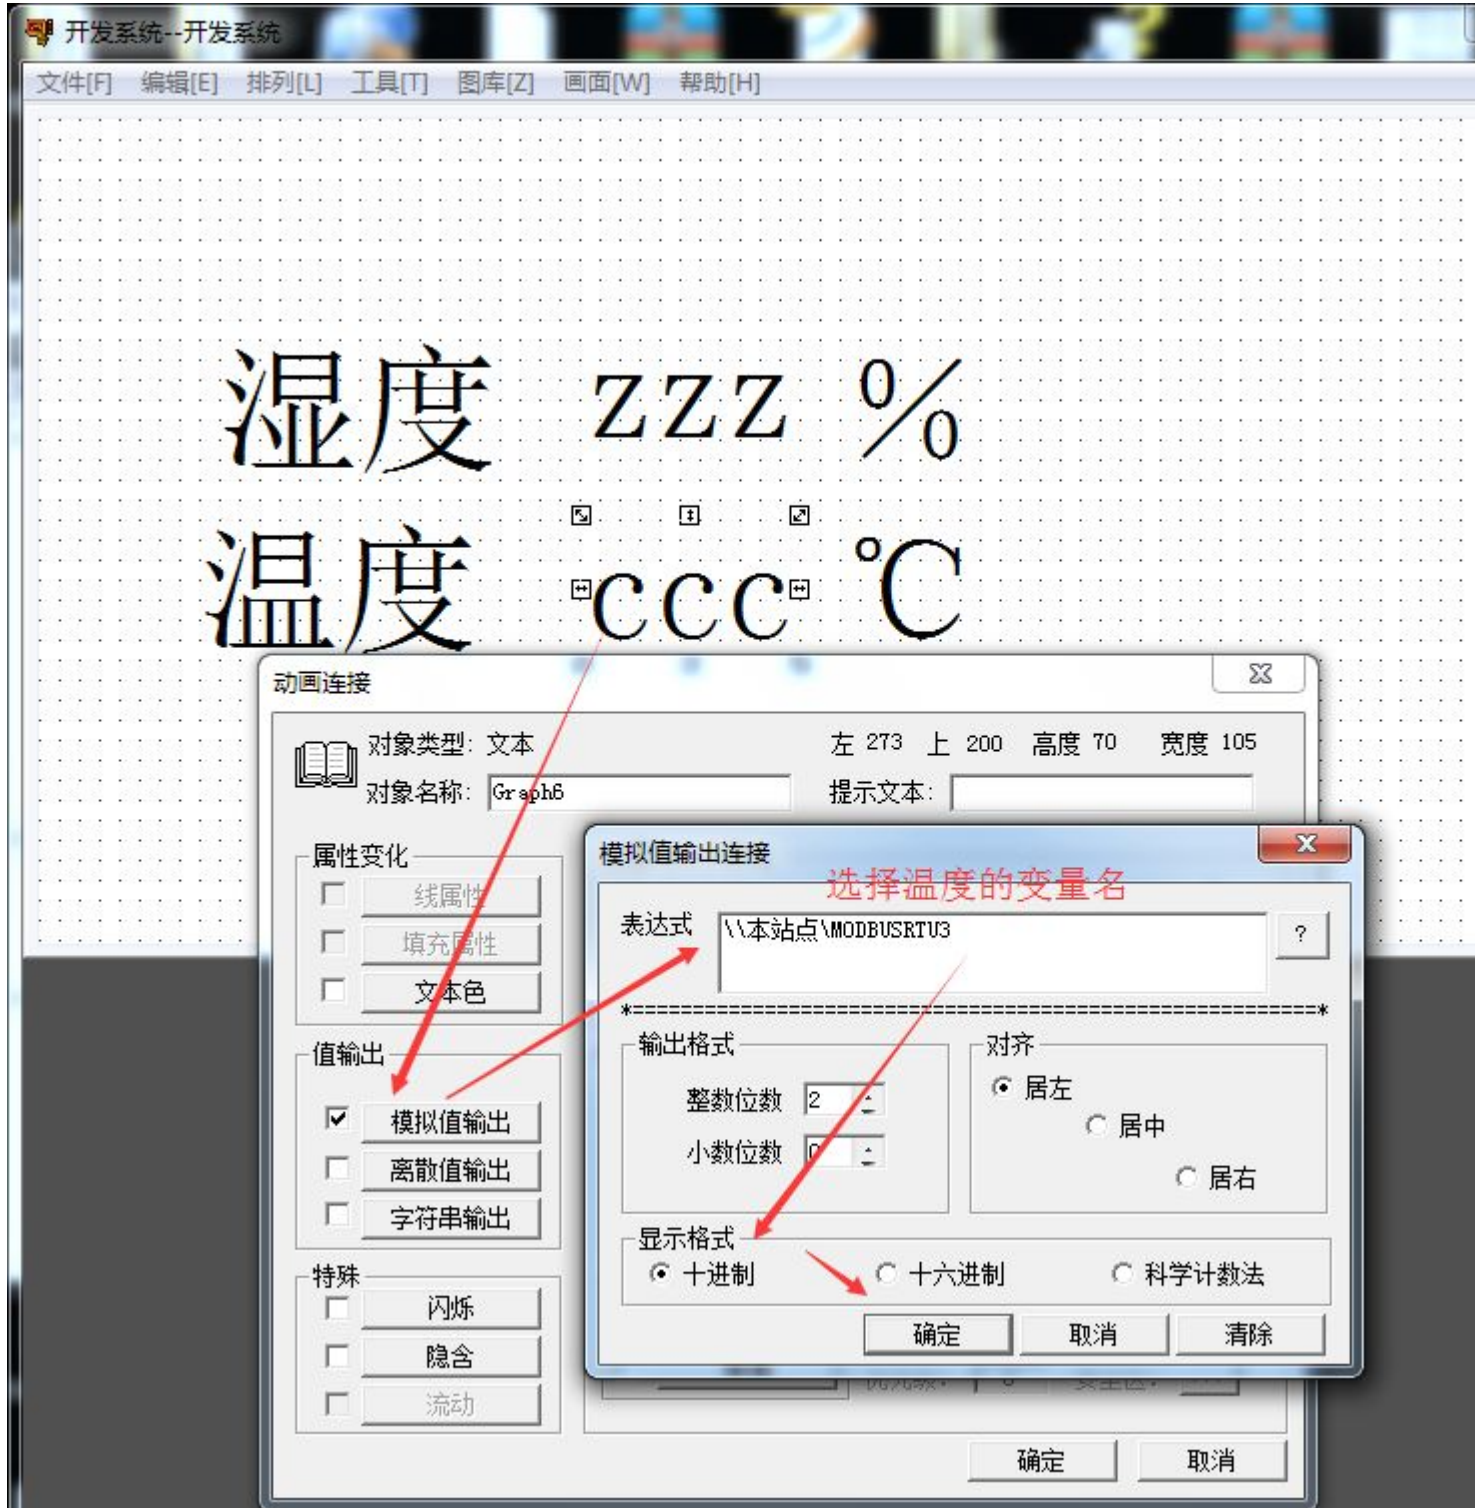 开发系统--开发系统
文件[F] 编辑[E] 排列[L] 工具[T] 图库[Z] 画面[W] 帮助[H]
湿度 zzz %
温度 ccc ℃
动画连接
对象类型: 文本 左 273 上 200 高度 70 宽度 105
对象名称: Graph6 提示文本:
属性变化
线属性
填充属性
文本色
值输出
模拟值输出
离散值输出
字符串输出
特殊
闪烁
隐含
流动
模拟值输出连接
选择温度的变量名
表达式 \\本站点\MODBUSRTU3 ?
*=============================================================*
输出格式
整数位数 2
小数位数 0
对齐
居左
居中
居右
显示格式
十进制 十六进制 科学计数法
确定 取消 清除
确定 取消